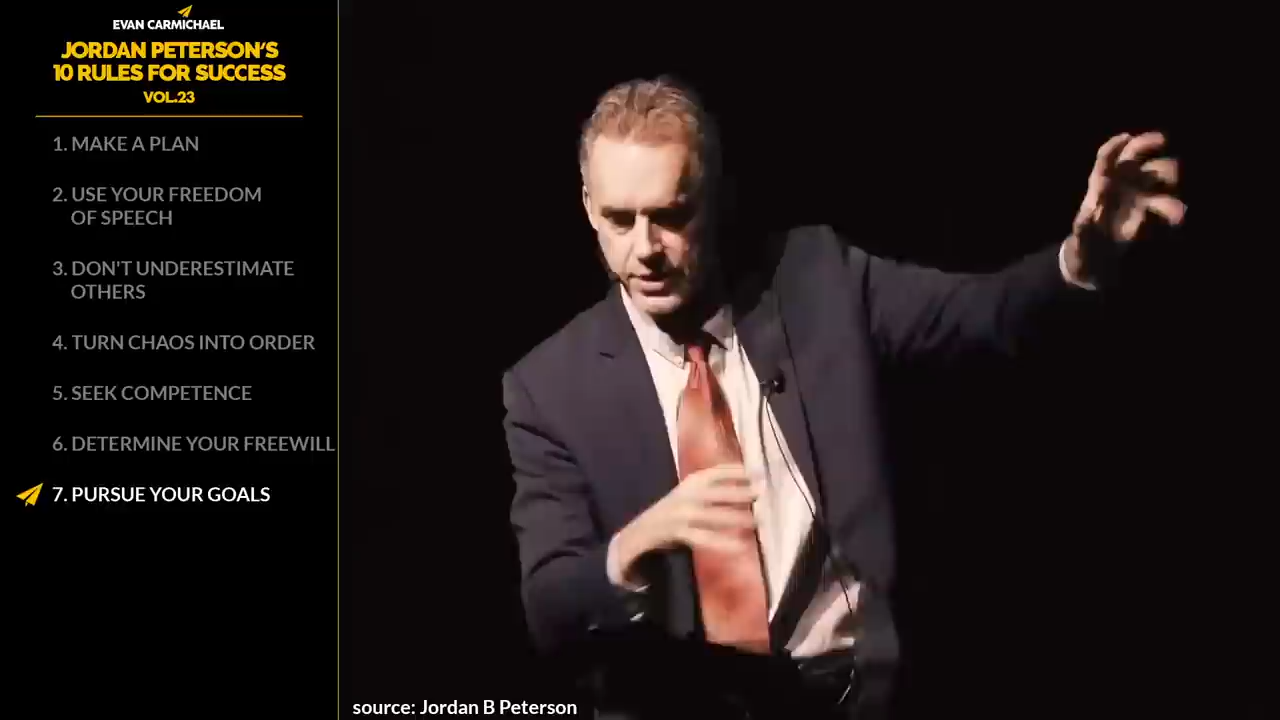 EVAN CARMICHAEL
JORDAN PETERSON'S
10 RULES FOR SUCCESS
VOL.23
1. MAKE A PLAN
2. USE YOUR FREEDOM
OF SPEECH
3. DON'T UNDERESTIMATE
OTHERS
4. TURN CHAOS INTO ORDER
5. SEEK COMPETENCE
6. DETERMINE YOUR FREEWILL
7. PURSUE YOUR GOALS
source: Jordan B Peterson